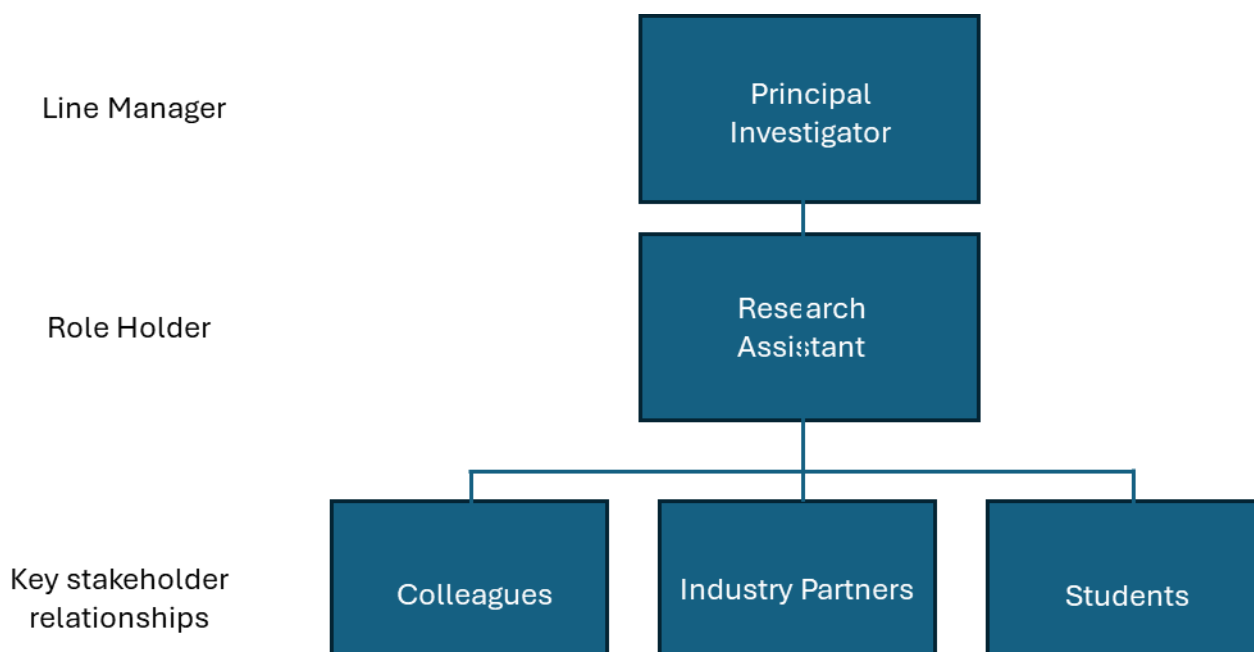 Line Manager
Principal
Investigator
Role Holder
Research
Assistant
Key stakeholder
relationships
Colleagues
Industry Partners
Students